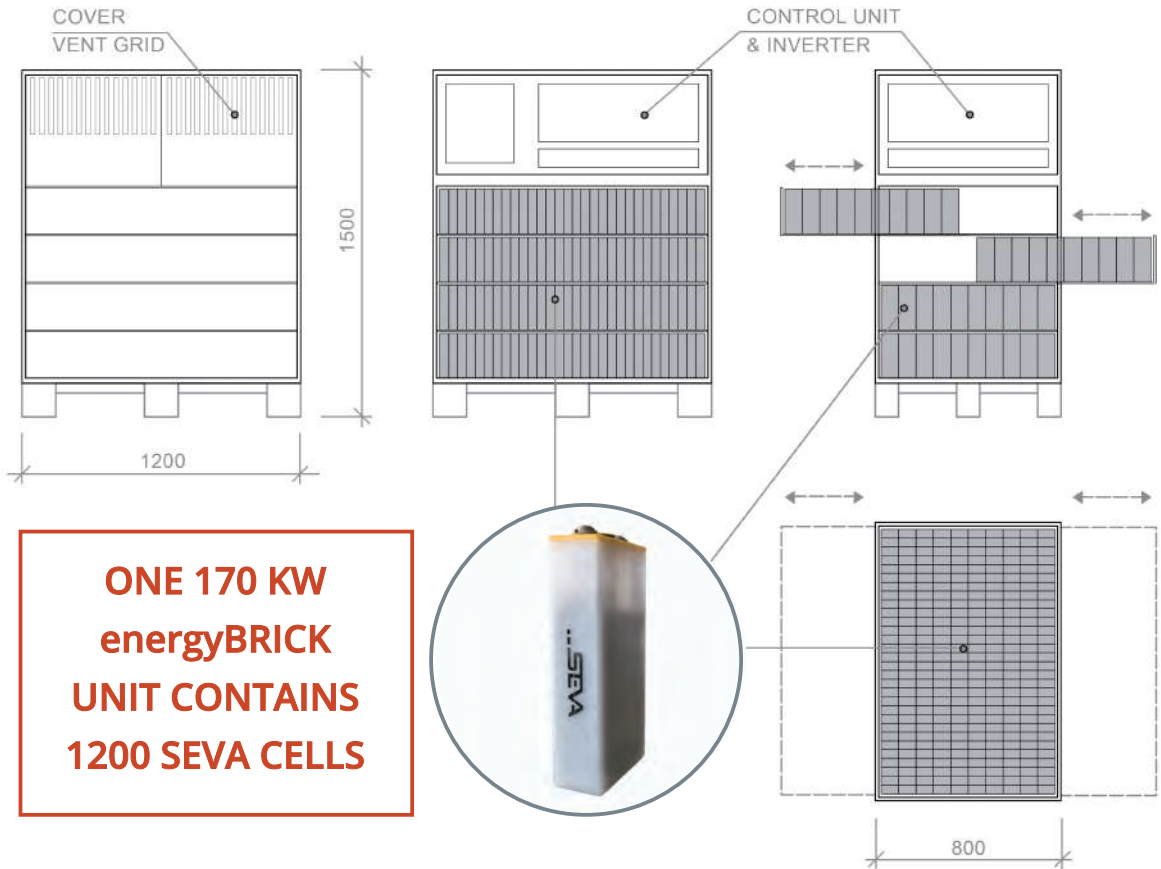 COVER
VENT GRID
CONTROL UNIT
& INVERTER
1500
1200
ONE 170 KW
energyBRICK
UNIT CONTAINS
1200 SEVA CELLS
...SEVA
800